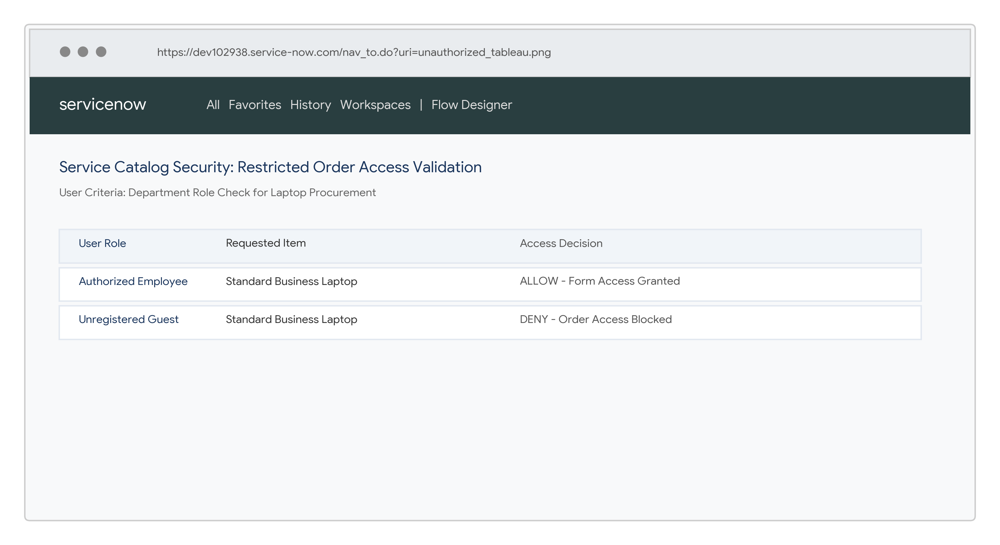 https://dev102938.service-now.com/nav_to.do?uri=unauthorized_tableau.png
servicenow All Favorites History Workspaces | Flow Designer
Service Catalog Security: Restricted Order Access Validation
User Criteria: Department Role Check for Laptop Procurement
User Role Requested Item Access Decision
Authorized Employee Standard Business Laptop ALLOW - Form Access Granted
Unregistered Guest Standard Business Laptop DENY - Order Access Blocked